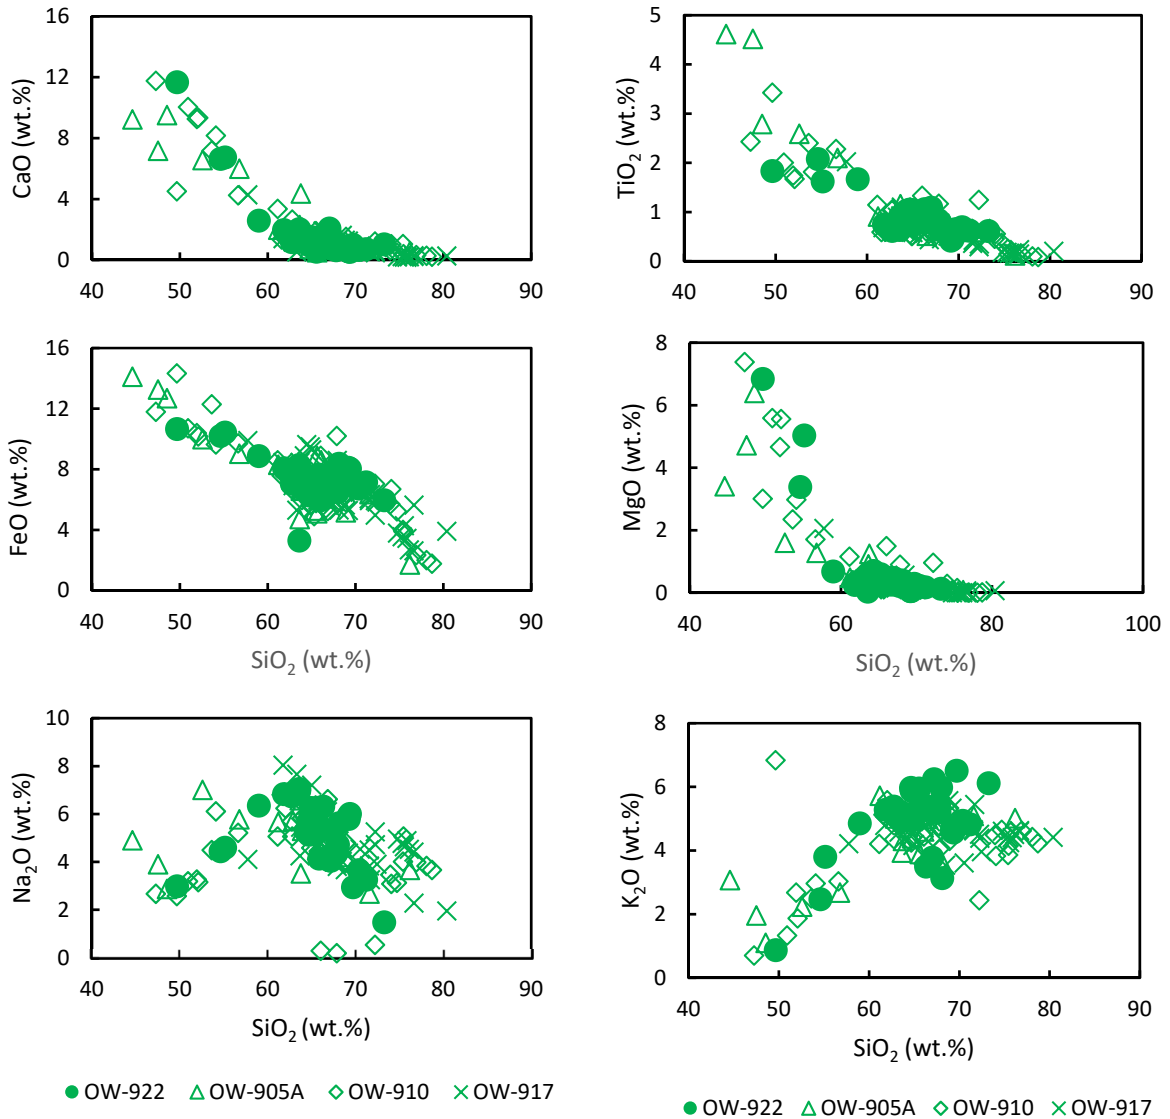 CaO (wt.%)
16
12
8
4
0
40 50 60 70 80 90
TiO2 (wt.%)
5
4
3
2
1
0
40 50 60 70 80 90
FeO (wt.%)
16
12
8
4
0
40 50 60 70 80 90
SiO2 (wt.%)
MgO (wt.%)
8
6
4
2
0
40 60 80 100
SiO2 (wt.%)
Na2O (wt.%)
10
8
6
4
2
0
40 50 60 70 80 90
SiO2 (wt.%)
K2O (wt.%)
8
6
4
2
0
40 50 60 70 80 90
SiO2 (wt.%)
OW-922 OW-905A OW-910 OW-917
OW-922 OW-905A OW-910 OW-917